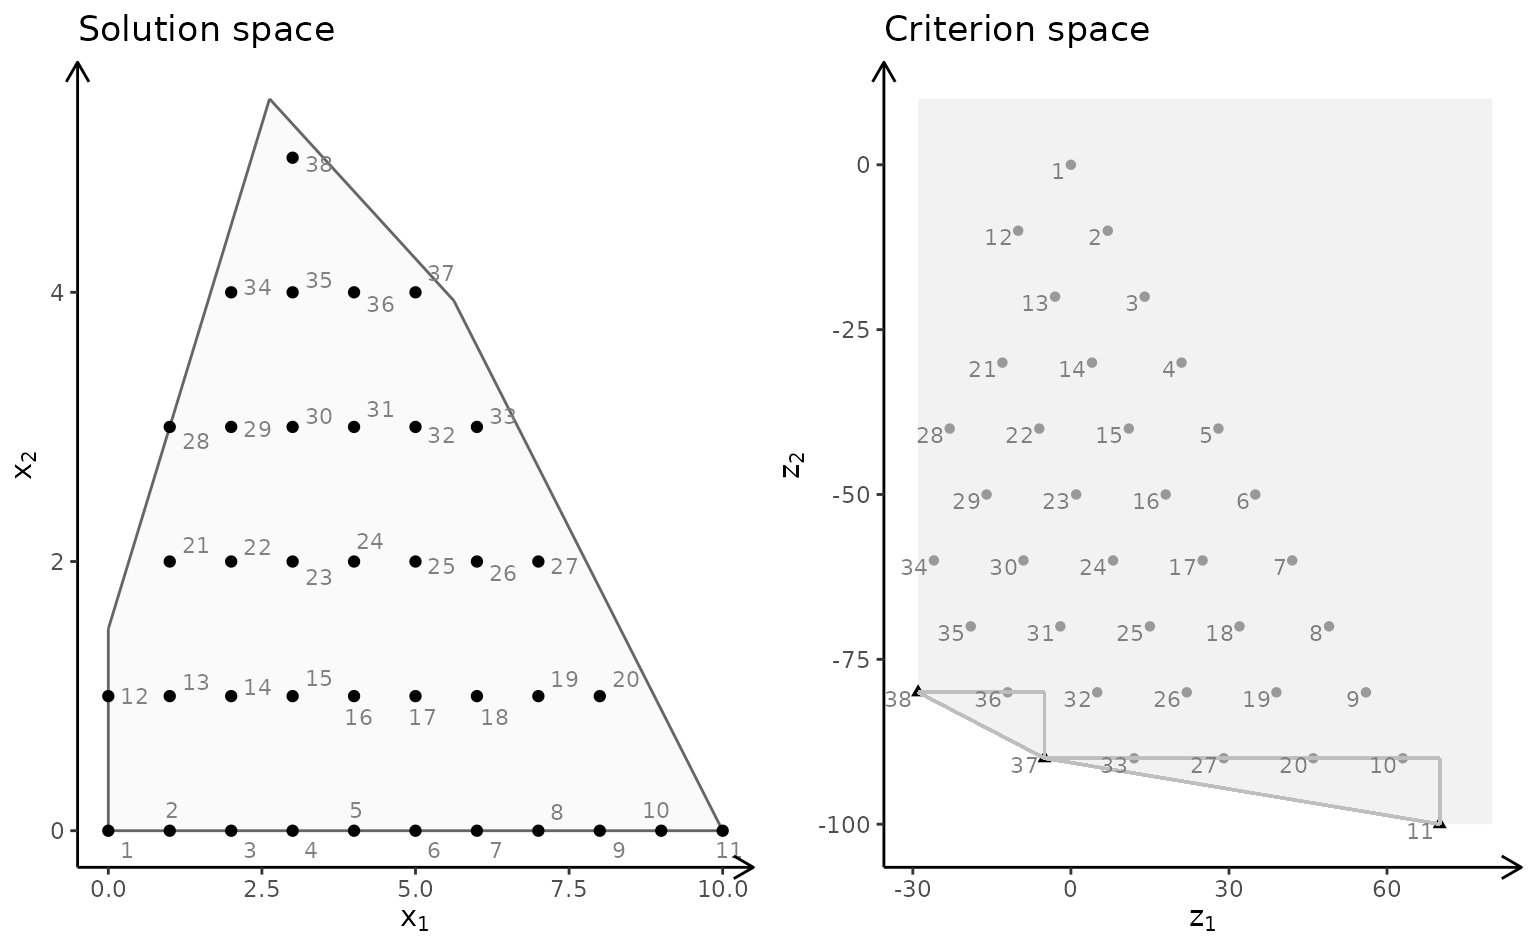 Solution space
38
37
34 35 36
4
33
28 29 30 31 32
21 22 23 24 25 26 27
2
12 13 14 15 16 17 18 19 20
2 5 8 10
0
1 3 4 6 7 9 11
0.0 2.5 5.0 7.5 10.0
x₁
x₂
Criterion space
0
1
12 2
13 3
-25
21 14 4
28 22 15 5
-50
29 23 16 6
34 30 24 17 7
35 31 25 18 8
-75
38 36 32 26 19 9
37 33 27 20 10
-100
11
-30 0 30 60
z₁
z₂